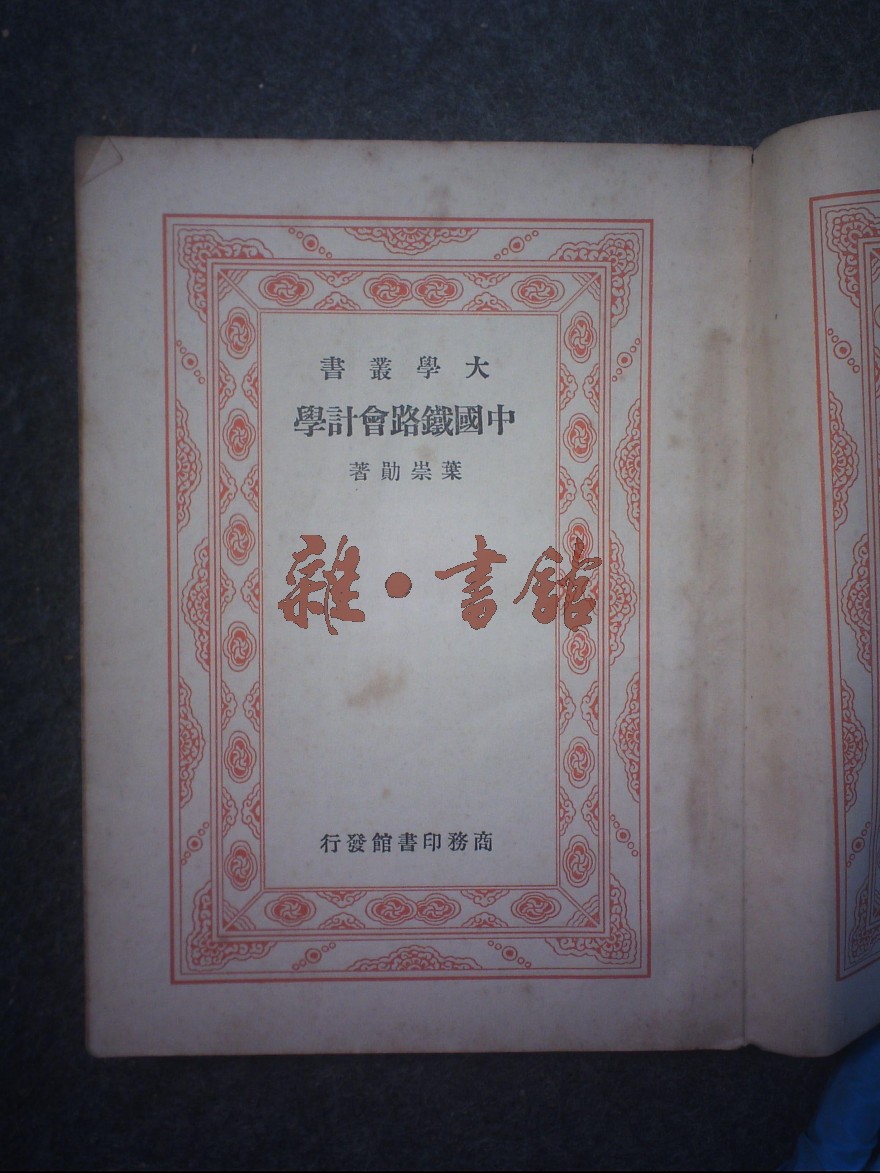 大學叢書
中國鐵路會計學
葉崇勛著
雜·書館
商務印書館發行